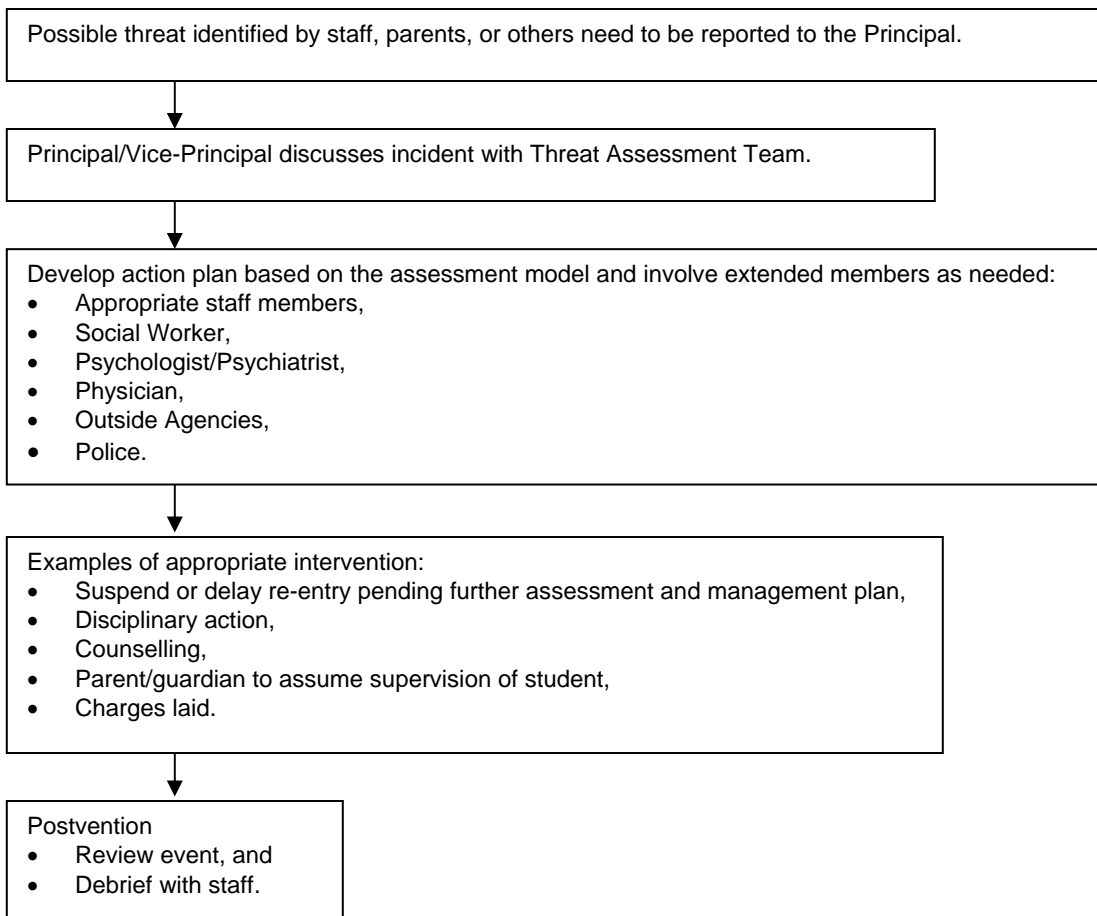 Possible threat identified by staff, parents, or others need to be reported to the Principal.
Principal/Vice-Principal discusses incident with Threat Assessment Team.
Develop action plan based on the assessment model and involve extended members as needed:
• Appropriate staff members,
• Social Worker,
• Psychologist/Psychiatrist,
• Physician,
• Outside Agencies,
• Police.
Examples of appropriate intervention:
• Suspend or delay re-entry pending further assessment and management plan,
• Disciplinary action,
• Counselling,
• Parent/guardian to assume supervision of student,
• Charges laid.
Postvention
• Review event, and
• Debrief with staff.